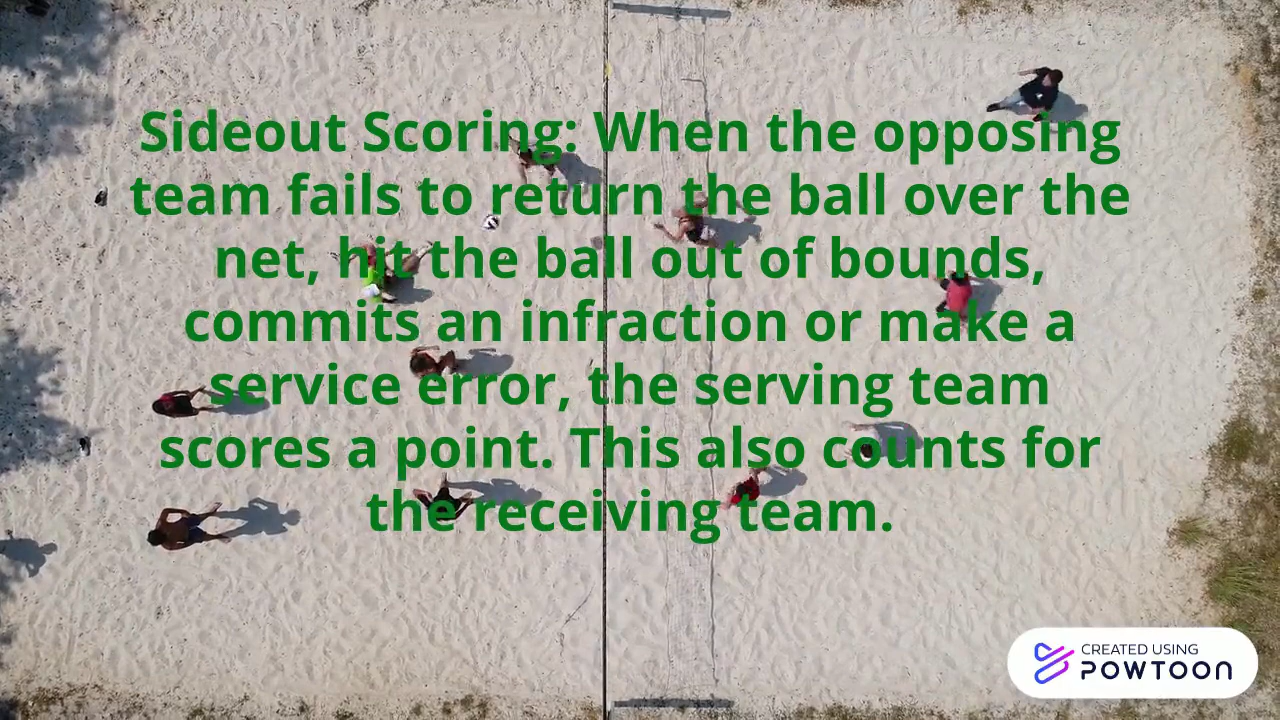 Sideout Scoring: When the opposing
team fails to return the ball over the
net, hit the ball out of bounds,
commits an infraction or make a
service error, the serving team
scores a point. This also counts for
the receiving team.
CREATED USING
POWTOON